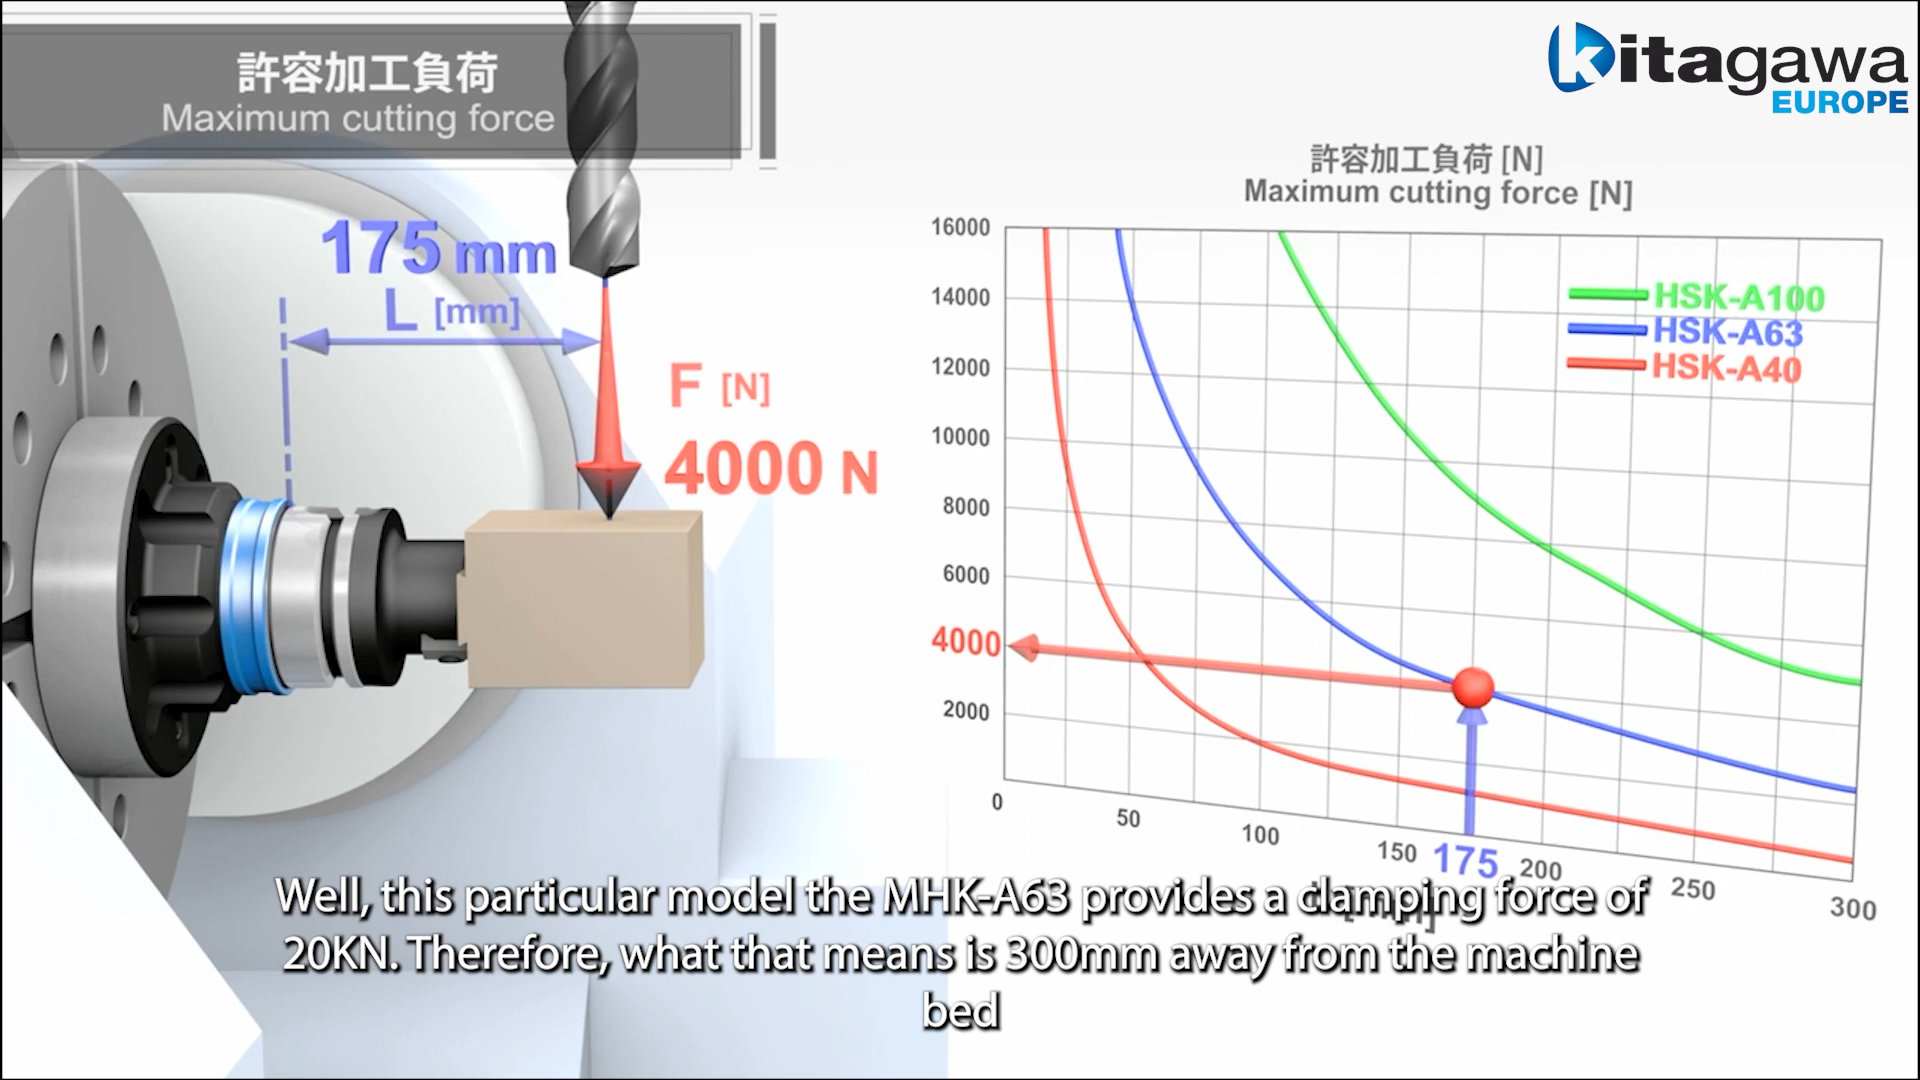 許容加工負荷
Maximum cutting force
kitagawa
EUROPE
175 mm
L [mm]
F [N]
4000 N
許容加工負荷 [N]
Maximum cutting force [N]
16000
14000
12000
10000
8000
6000
4000
2000
HSK-A100
HSK-A63
HSK-A40
0
50
100
150
175
200
250
300
Well, this particular model the MHK-A63 provides a clamping force of
20KN. Therefore, what that means is 300mm away from the machine
bed